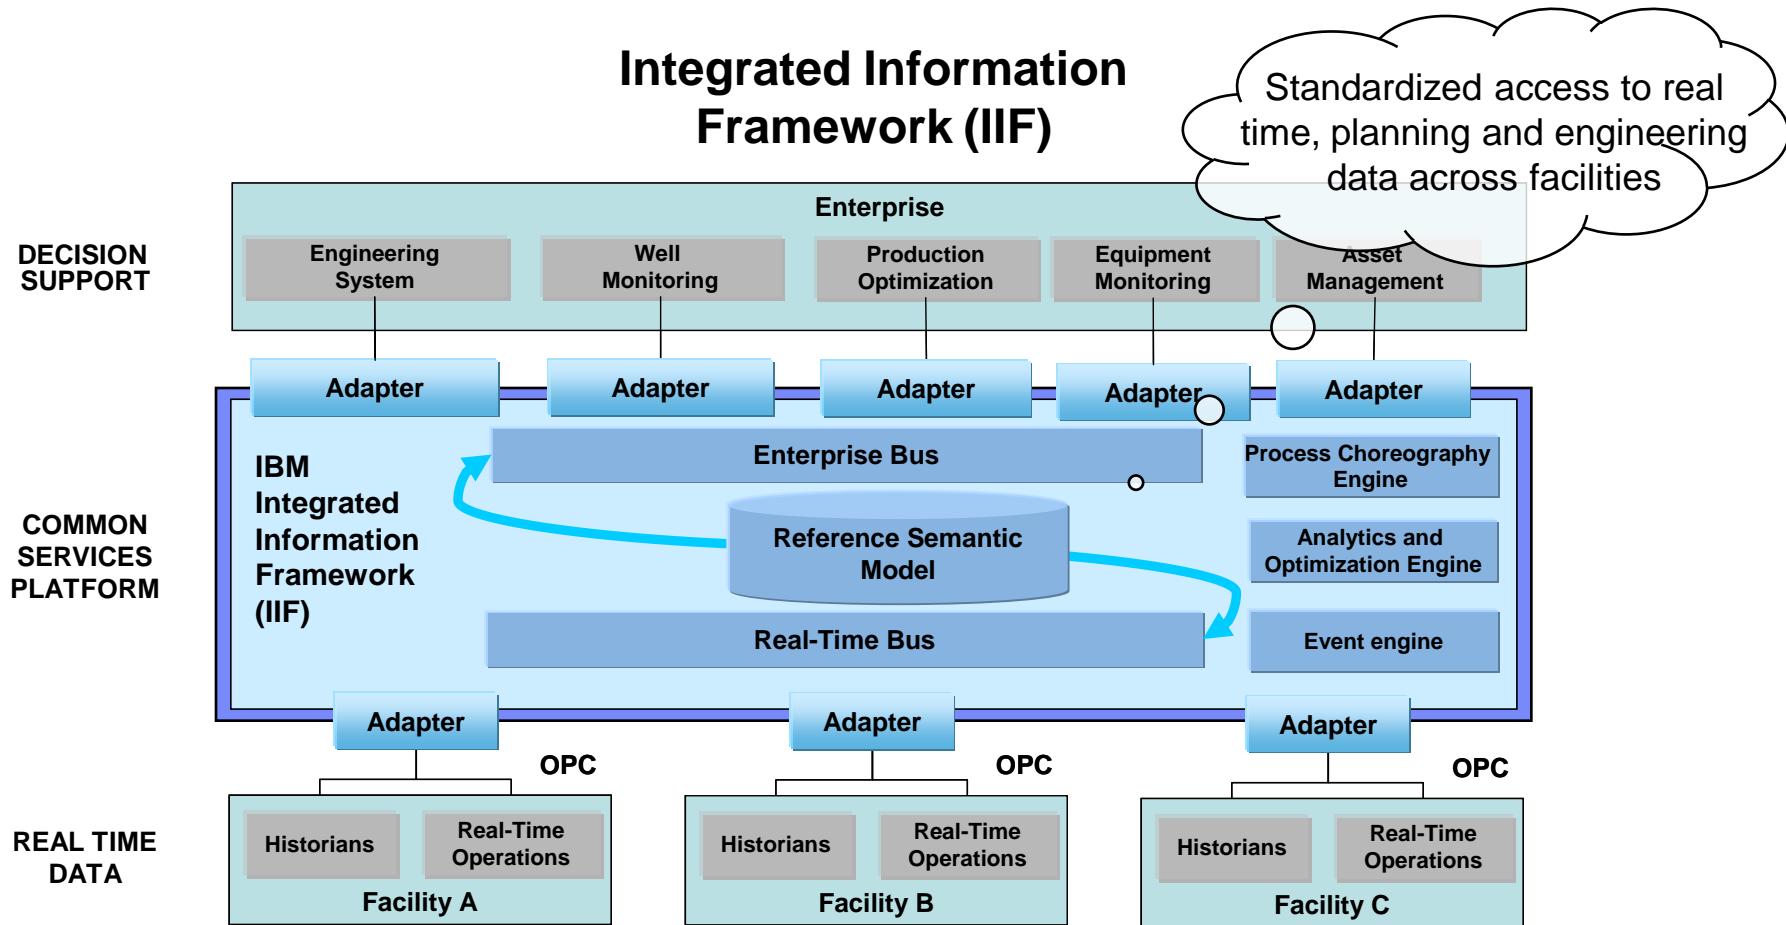 Integrated Information
Framework (IIF)
Standardized access to real
time, planning and engineering
data across facilities
DECISION
SUPPORT
Enterprise
Engineering
System
Well
Monitoring
Production
Optimization
Equipment
Monitoring
Asset
Management
Adapter
Adapter
Adapter
Adapter
Adapter
COMMON
SERVICES
PLATFORM
IBM
Integrated
Information
Framework
(IIF)
Enterprise Bus
Reference Semantic
Model
Real-Time Bus
Process Choreography
Engine
Analytics and
Optimization Engine
Event engine
Adapter
Adapter
Adapter
OPC
OPC
OPC
REAL TIME
DATA
Historians
Real-Time
Operations
Facility A
Historians
Real-Time
Operations
Facility B
Historians
Real-Time
Operations
Facility C